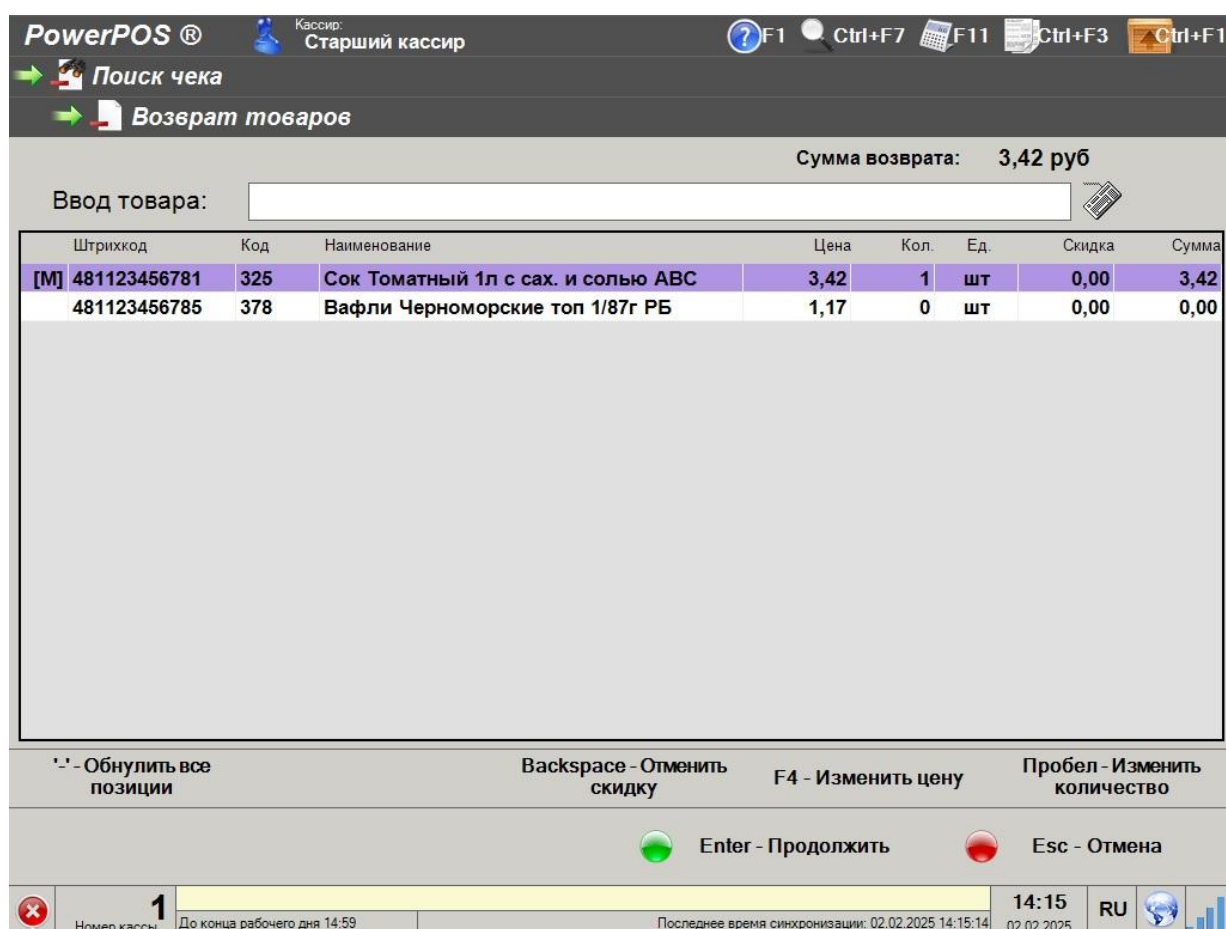 PowerPOS ® Кассир: Старший кассир F1 Ctrl+F7 F11 Ctrl+F3 Ctrl+F1
Поиск чека
Возврат товаров
Сумма возврата: 3,42 руб
Ввод товара:
Штрихкод Код Наименование Цена Кол. Ед. Скидка Сумма
[М] 481123456781 325 Сок Томатный 1л с сах. и солью АВС 3,42 1 шт 0,00 3,42
481123456785 378 Вафли Черноморские топ 1/87г РБ 1,17 0 шт 0,00 0,00
'-' - Обнулить все позиции
Backspace - Отменить скидку
F4 - Изменить цену
Пробел - Изменить количество
Enter - Продолжить Esc - Отмена
1
Номер кассы
До конца рабочего дня 14:59 Последнее время синхронизации: 02.02.2025 14:15:14
14:15
02.02.2025
RU